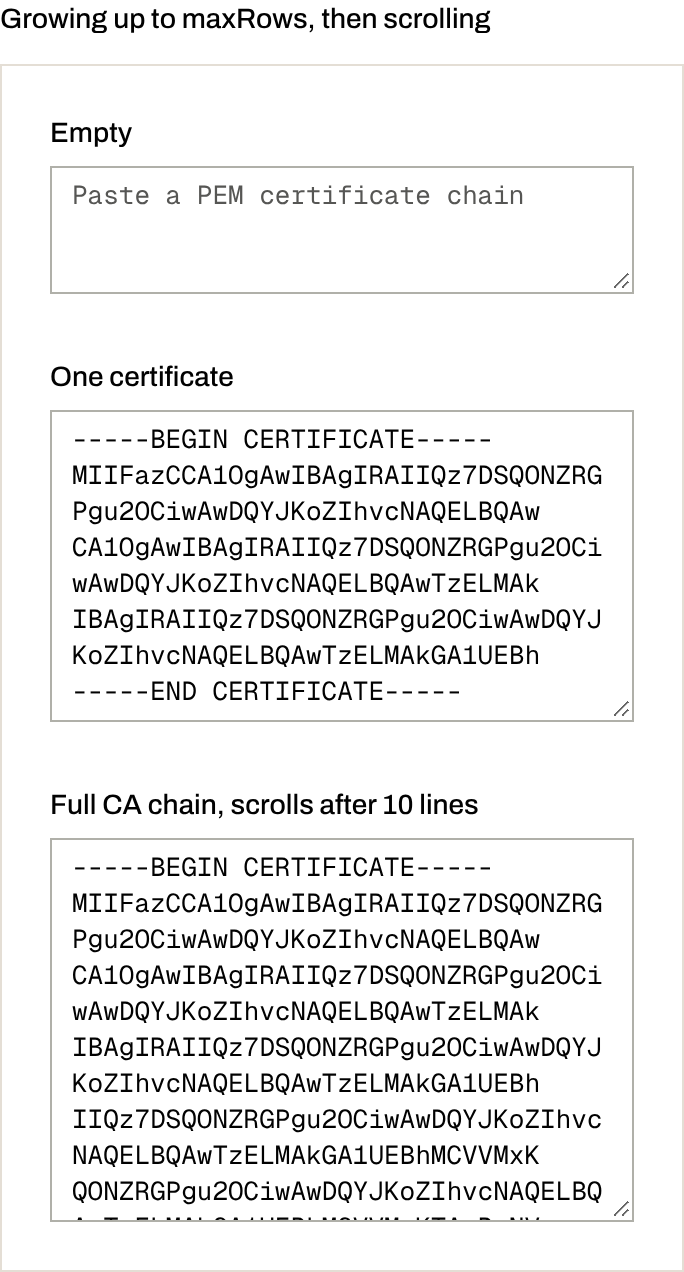 Growing up to maxRows, then scrolling
Empty
Paste a PEM certificate chain
One certificate
-----BEGIN CERTIFICATE-----
MIIFazCCA1OgAwIBAgIRAIIQz7DSQONZRG
Pgu2OCiwAwDQYJKoZIhvcNAQELBQAw
CA1OgAwIBAgIRAIIQz7DSQONZRGPgu2OCi
wAwDQYJKoZIhvcNAQELBQAwTzELMAk
IBAgIRAIIQz7DSQONZRGPgu2OCiwAwDQYJ
KoZIhvcNAQELBQAwTzELMAkGA1UEBh
-----END CERTIFICATE-----
Full CA chain, scrolls after 10 lines
-----BEGIN CERTIFICATE-----
MIIFazCCA1OgAwIBAgIRAIIQz7DSQONZRG
Pgu2OCiwAwDQYJKoZIhvcNAQELBQAw
CA1OgAwIBAgIRAIIQz7DSQONZRGPgu2OCi
wAwDQYJKoZIhvcNAQELBQAwTzELMAk
IBAgIRAIIQz7DSQONZRGPgu2OCiwAwDQYJ
KoZIhvcNAQELBQAwTzELMAkGA1UEBh
IIQz7DSQONZRGPgu2OCiwAwDQYJKoZIhvc
NAQELBQAwTzELMAkGA1UEBhMCVVMxK
QONZRGPgu2OCiwAwDQYJKoZIhvcNAQELBQ